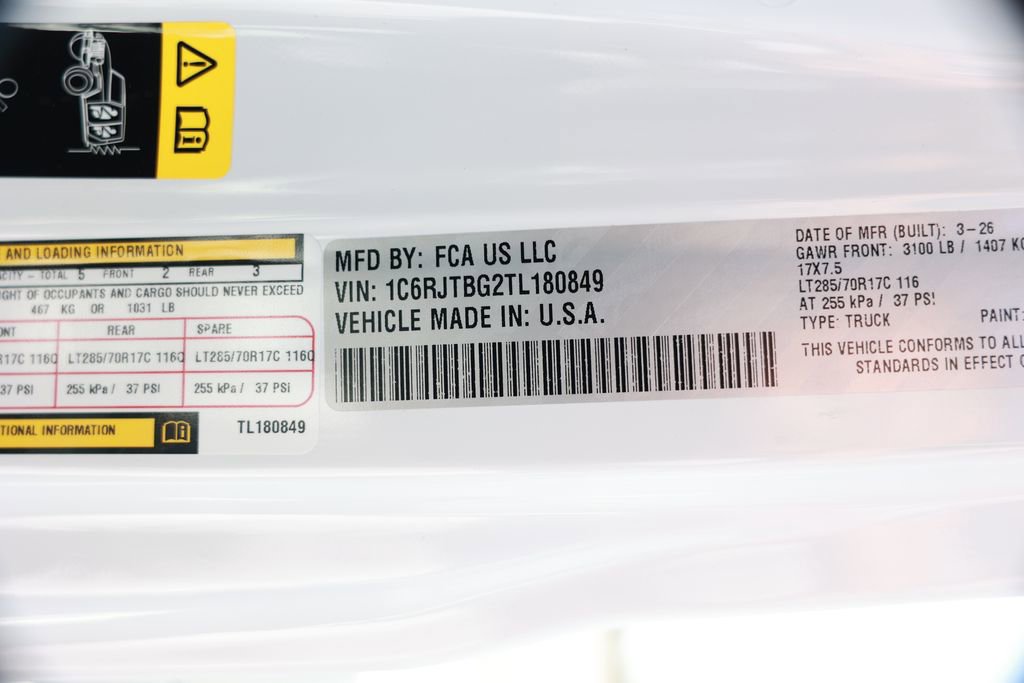 AND LOADING INFORMATION
TOTAL 5 FRONT 2 REAR 3
OF OCCUPANTS AND CARGO SHOULD NEVER EXCEED
467 KG OR 1031 LB
REAR SPARE
116Q LT285/70R17C 116Q LT285/70R17C 116Q
37 PSI 255 kPa / 37 PSI 255 kPa / 37 PSI
INFORMATION
TL180849
MFD BY: FCA US LLC
VIN: 1C6RJTBG2TL180849
VEHICLE MADE IN: U.S.A.
DATE OF MFR (BUILT): 3-26
GAWR FRONT: 3100 LB / 1407 KG
17X7.5
LT285/70R17C 116
AT 255 kPa / 37 PSI
TYPE: TRUCK PAINT:
THIS VEHICLE CONFORMS TO ALL
STANDARDS IN EFFECT